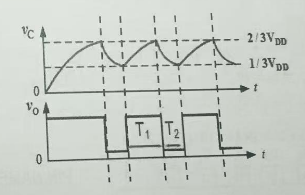 v_C
2/3V_DD
1/3V_DD
0
t
v_O
T_1 T_2
0
t